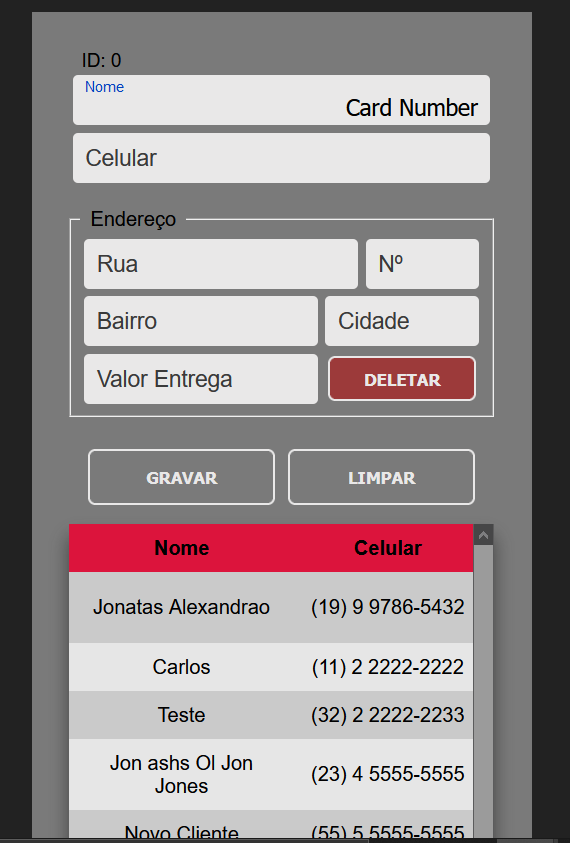 ID: 0
Nome
Card Number
Celular
Endereço
Rua
Nº
Bairro
Cidade
Valor Entrega
DELETAR
GRAVAR
LIMPAR
Nome Celular
Jonatas Alexandrao (19) 9 9786-5432
Carlos (11) 2 2222-2222
Teste (32) 2 2222-2233
Jon ashs Ol Jon
Jones (23) 4 5555-5555
Novo Cliente (55) 5 5555-5555